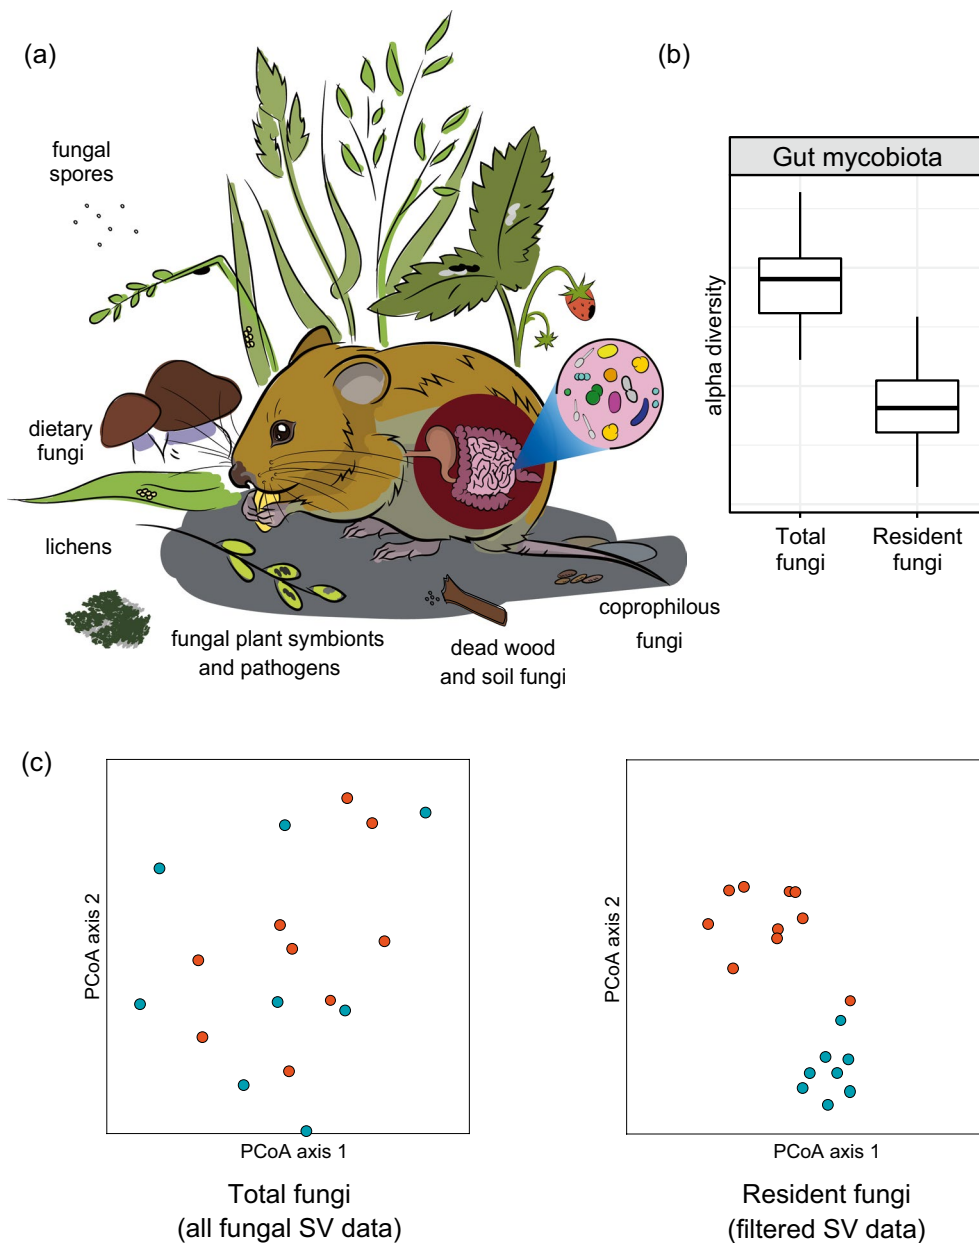 (a)
fungal
spores
dietary
fungi
lichens
fungal plant symbionts
and pathogens
dead wood
and soil fungi
coprophilous
fungi
(b)
Gut mycobiota
alpha diversity
Total
fungi
Resident
fungi
(c)
PCoA axis 2
PCoA axis 1
Total fungi
(all fungal SV data)
PCoA axis 2
PCoA axis 1
Resident fungi
(filtered SV data)